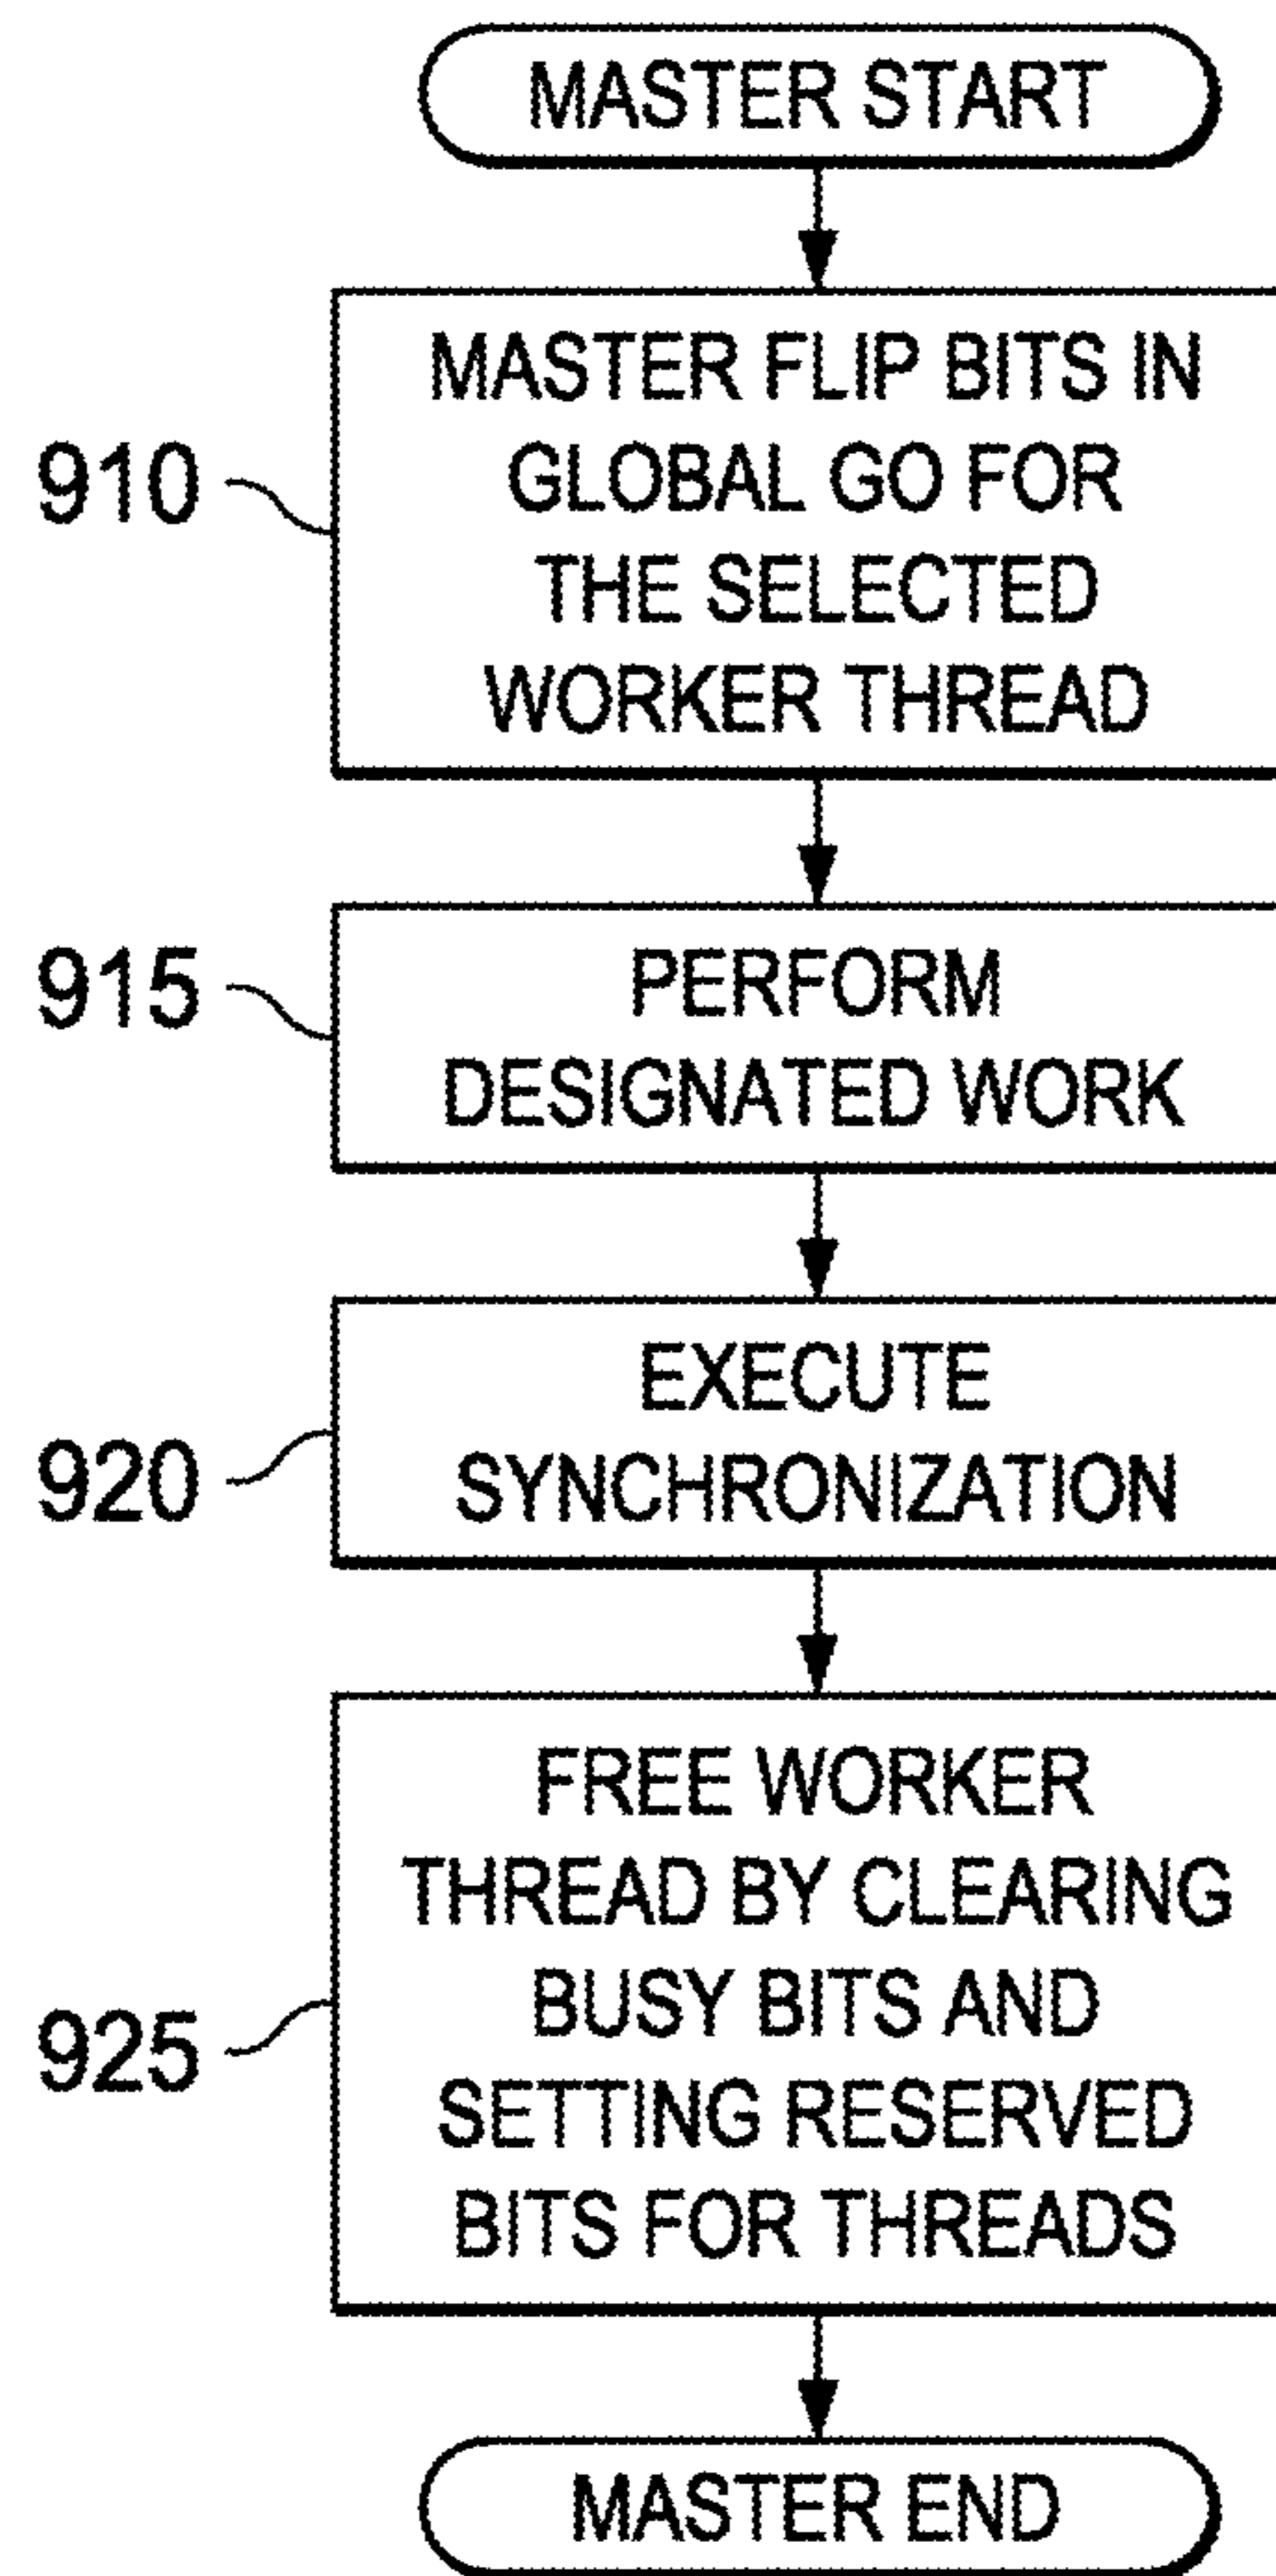 MASTER START
MASTER FLIP BITS IN
GLOBAL GO FOR
THE SELECTED
WORKER THREAD
910
PERFORM
DESIGNATED WORK
915
EXECUTE
SYNCHRONIZATION
920
FREE WORKER
THREAD BY CLEARING
BUSY BITS AND
SETTING RESERVED
BITS FOR THREADS
925
MASTER END